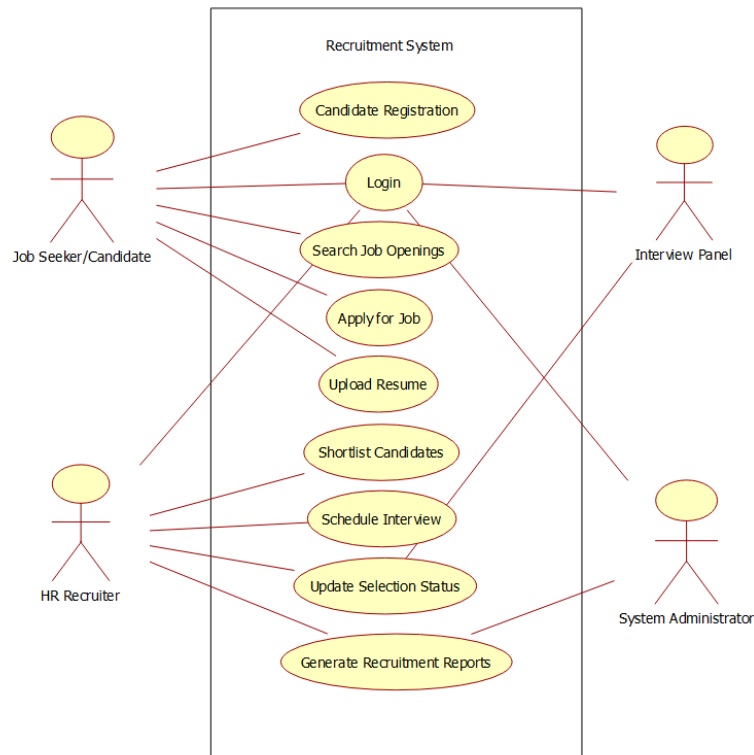 Recruitment System
Candidate Registration
Login
Job Seeker/Candidate
Search Job Openings
Interview Panel
Apply for Job
Upload Resume
Shortlist Candidates
Schedule Interview
HR Recruiter
Update Selection Status
System Administrator
Generate Recruitment Reports